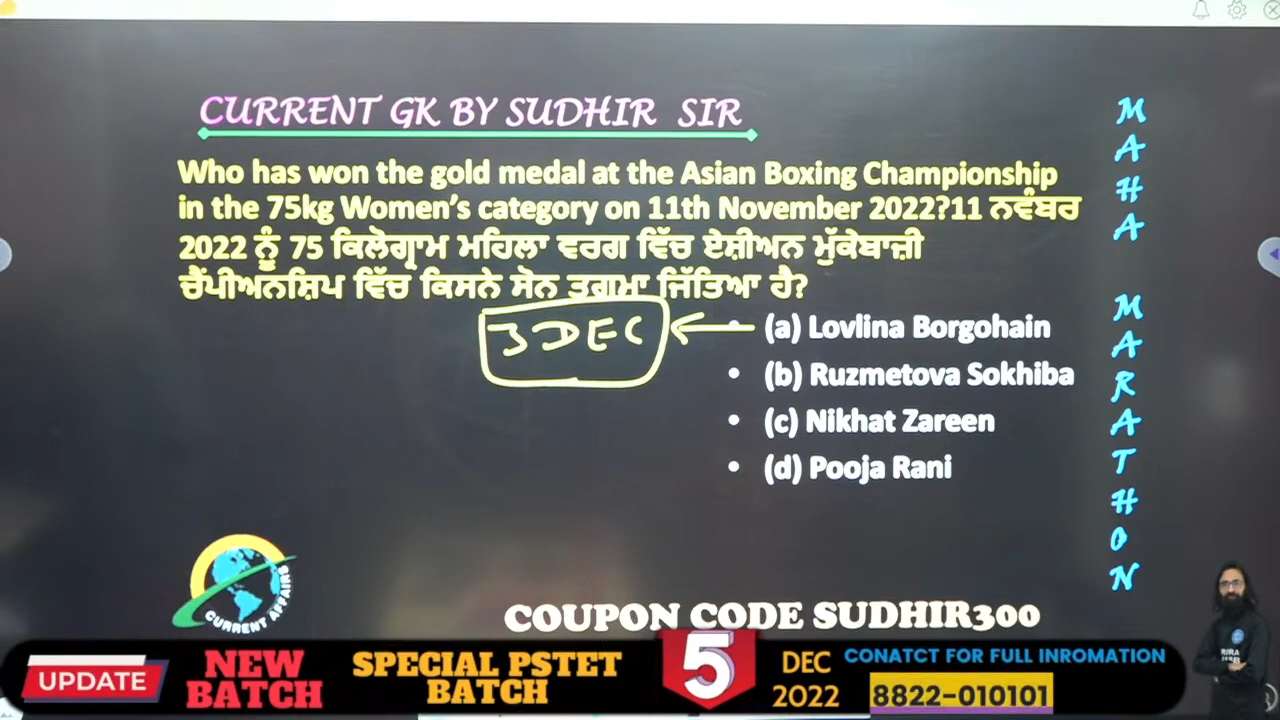 CURRENT GK BY SUDHIR SIR
Who has won the gold medal at the Asian Boxing Championship
in the 75kg Women's category on 11th November 2022?11 ਨਵੰਬਰ
2022 ਨੂੰ 75 ਕਿਲੋਗ੍ਰਾਮ ਮਹਿਲਾ ਵਰਗ ਵਿੱਚ ਏਸ਼ੀਅਨ ਮੁੱਕੇਬਾਜ਼ੀ
ਚੈਂਪੀਅਨਸ਼ਿਪ ਵਿੱਚ ਕਿਸਨੇ ਸੋਨ ਤਗਮਾ ਜਿੱਤਿਆ ਹੈ?
3 DEC
• (a) Lovlina Borgohain
• (b) Ruzmetova Sokhiba
• (c) Nikhat Zareen
• (d) Pooja Rani
MAHA MARATHON
CURRENT AFFAIRS
COUPON CODE SUDHIR300
UPDATE
NEW
BATCH
SPECIAL PSTET
BATCH
5
DEC
2022
CONATCT FOR FULL INROMATION
8822-010101